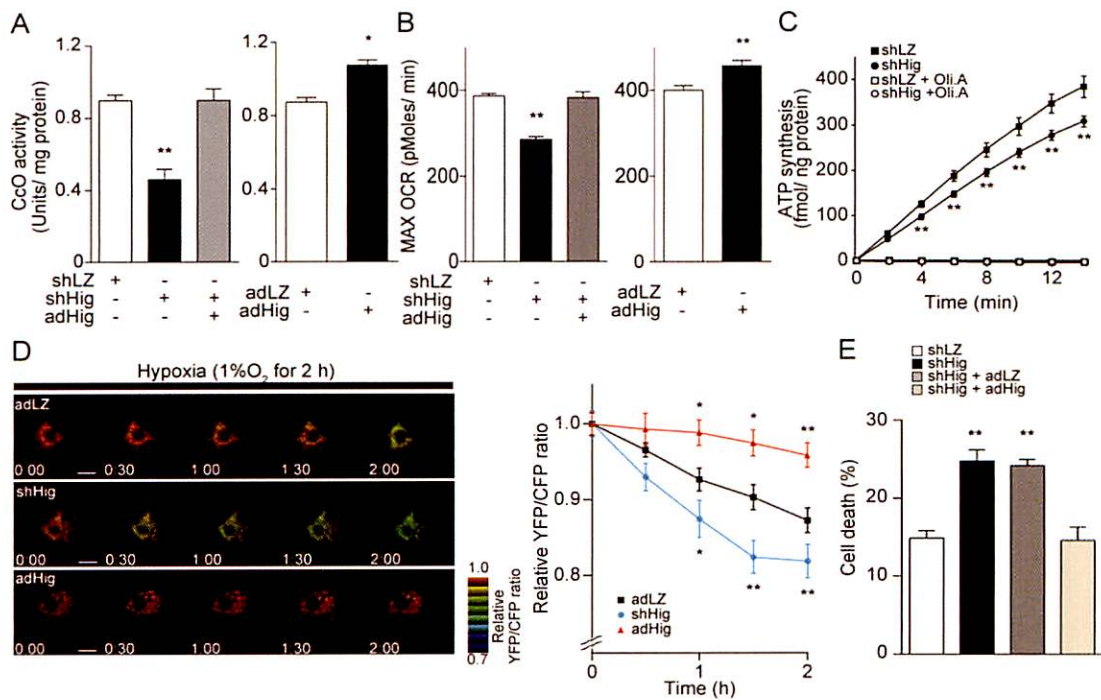 A
CcO activity
(Units/ mg protein)
1.2
0.8
0.4
0
**
1.2
0.8
0.4
0
*
shLZ + - -
shHig - + +
adHig - - +
adLZ + -
adHig - +
B
MAX OCR (pMoles/ min)
400
200
0
**
400
200
0
**
shLZ + - -
shHig - + +
adHig - - +
adLZ + -
adHig - +
C
shLZ
shHig
shLZ + Oli.A
shHig +Oli.A
ATP synthesis
(fmol/ ng protein)
400
300
200
100
0
** ** ** ** ** **
0 4 8 12
Time (min)
D
Hypoxia (1%O₂ for 2 h)
adLZ
0 00 0 30 1 00 1 30 2 00
shHig
0 00 0 30 1 00 1 30 2 00
adHig
0 00 0 30 1 00 1 30 2 00
1.0
Relative
YFP/CFP ratio
0.7
Relative YFP/CFP ratio
1.0
0.9
0.8
* * **
* ** **
adLZ
shHig
adHig
0 1 2
Time (h)
E
shLZ
shHig
shHig + adLZ
shHig + adHig
Cell death (%)
30
20
10
0
** **